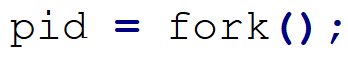 pid = fork();